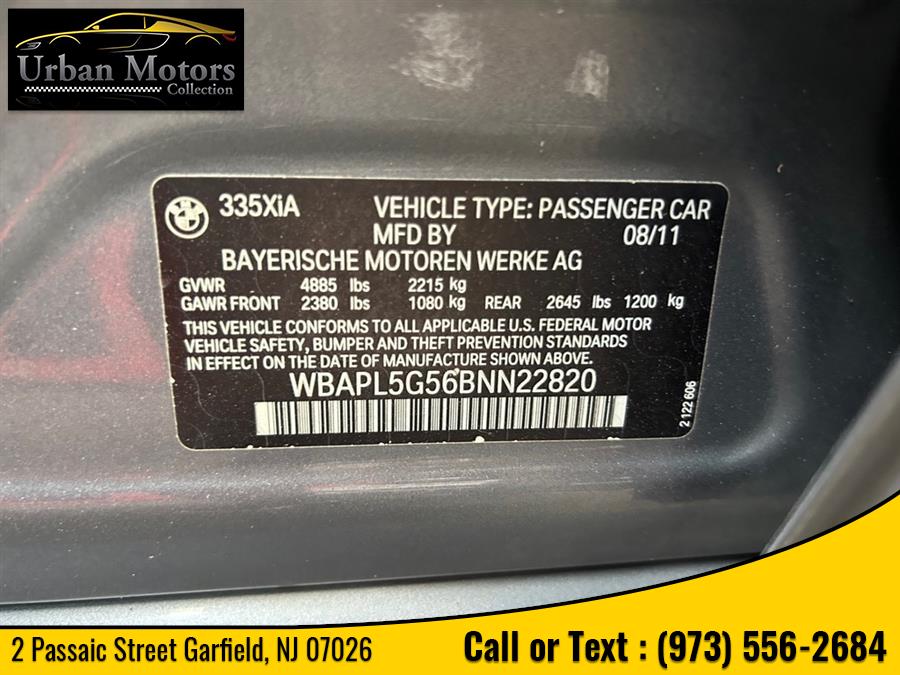 Urban Motors
Collection
335XiA VEHICLE TYPE: PASSENGER CAR
MFD BY 08/11
BAYERISCHE MOTOREN WERKE AG
GVWR 4885 lbs 2215 kg
GAWR FRONT 2380 lbs 1080 kg REAR 2645 lbs 1200 kg
THIS VEHICLE CONFORMS TO ALL APPLICABLE U.S. FEDERAL MOTOR
VEHICLE SAFETY, BUMPER AND THEFT PREVENTION STANDARDS
IN EFFECT ON THE DATE OF MANUFACTURE SHOWN ABOVE.
WBAPL5G56BNN22820
2 122 606
2 Passaic Street Garfield, NJ 07026
Call or Text : (973) 556-2684